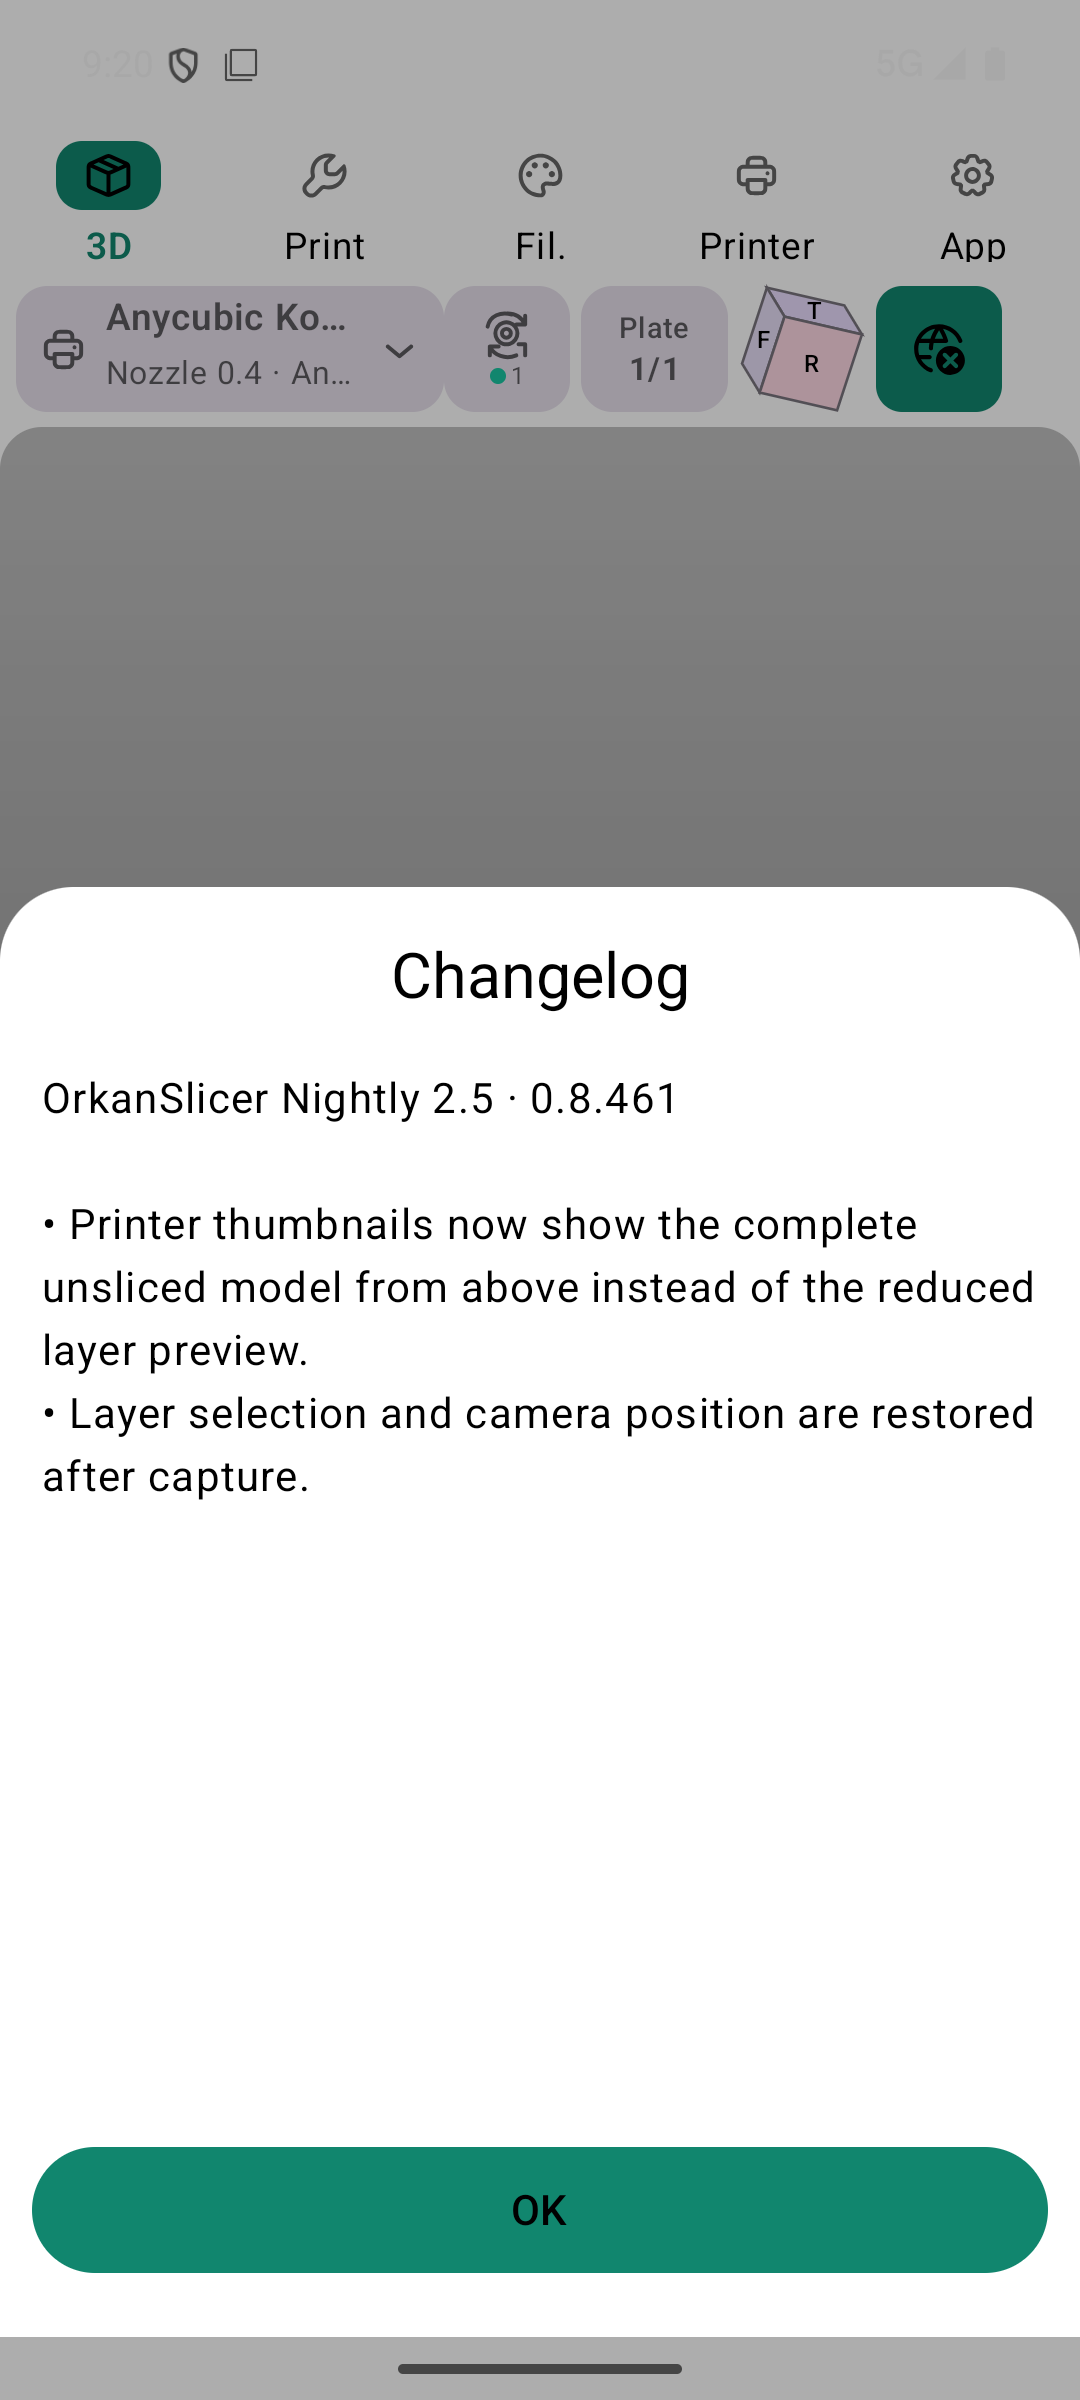 9:20
5G
3D
Print
Fil.
Printer
App
Anycubic Ko...
Nozzle 0.4 · An...
1
Plate
1/1
T
F
R
Changelog
OrkanSlicer Nightly 2.5 · 0.8.461
• Printer thumbnails now show the complete
unsliced model from above instead of the reduced
layer preview.
• Layer selection and camera position are restored
after capture.
OK